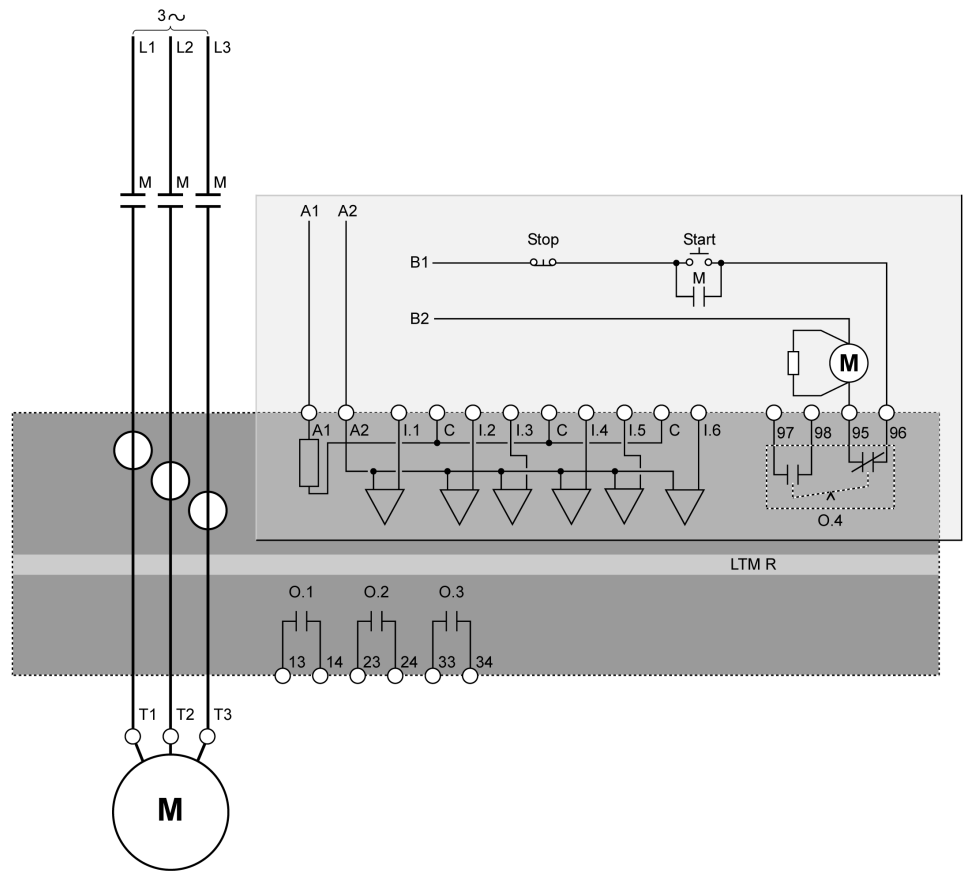 3~
L1 L2 L3
M M M
A1 A2
Stop Start
B1
M
B2
M
A1 A2 I.1 C I.2 I.3 C I.4 I.5 C I.6 97 98 95 96
O.4
LTM R
O.1 O.2 O.3
13 14 23 24 33 34
T1 T2 T3
M